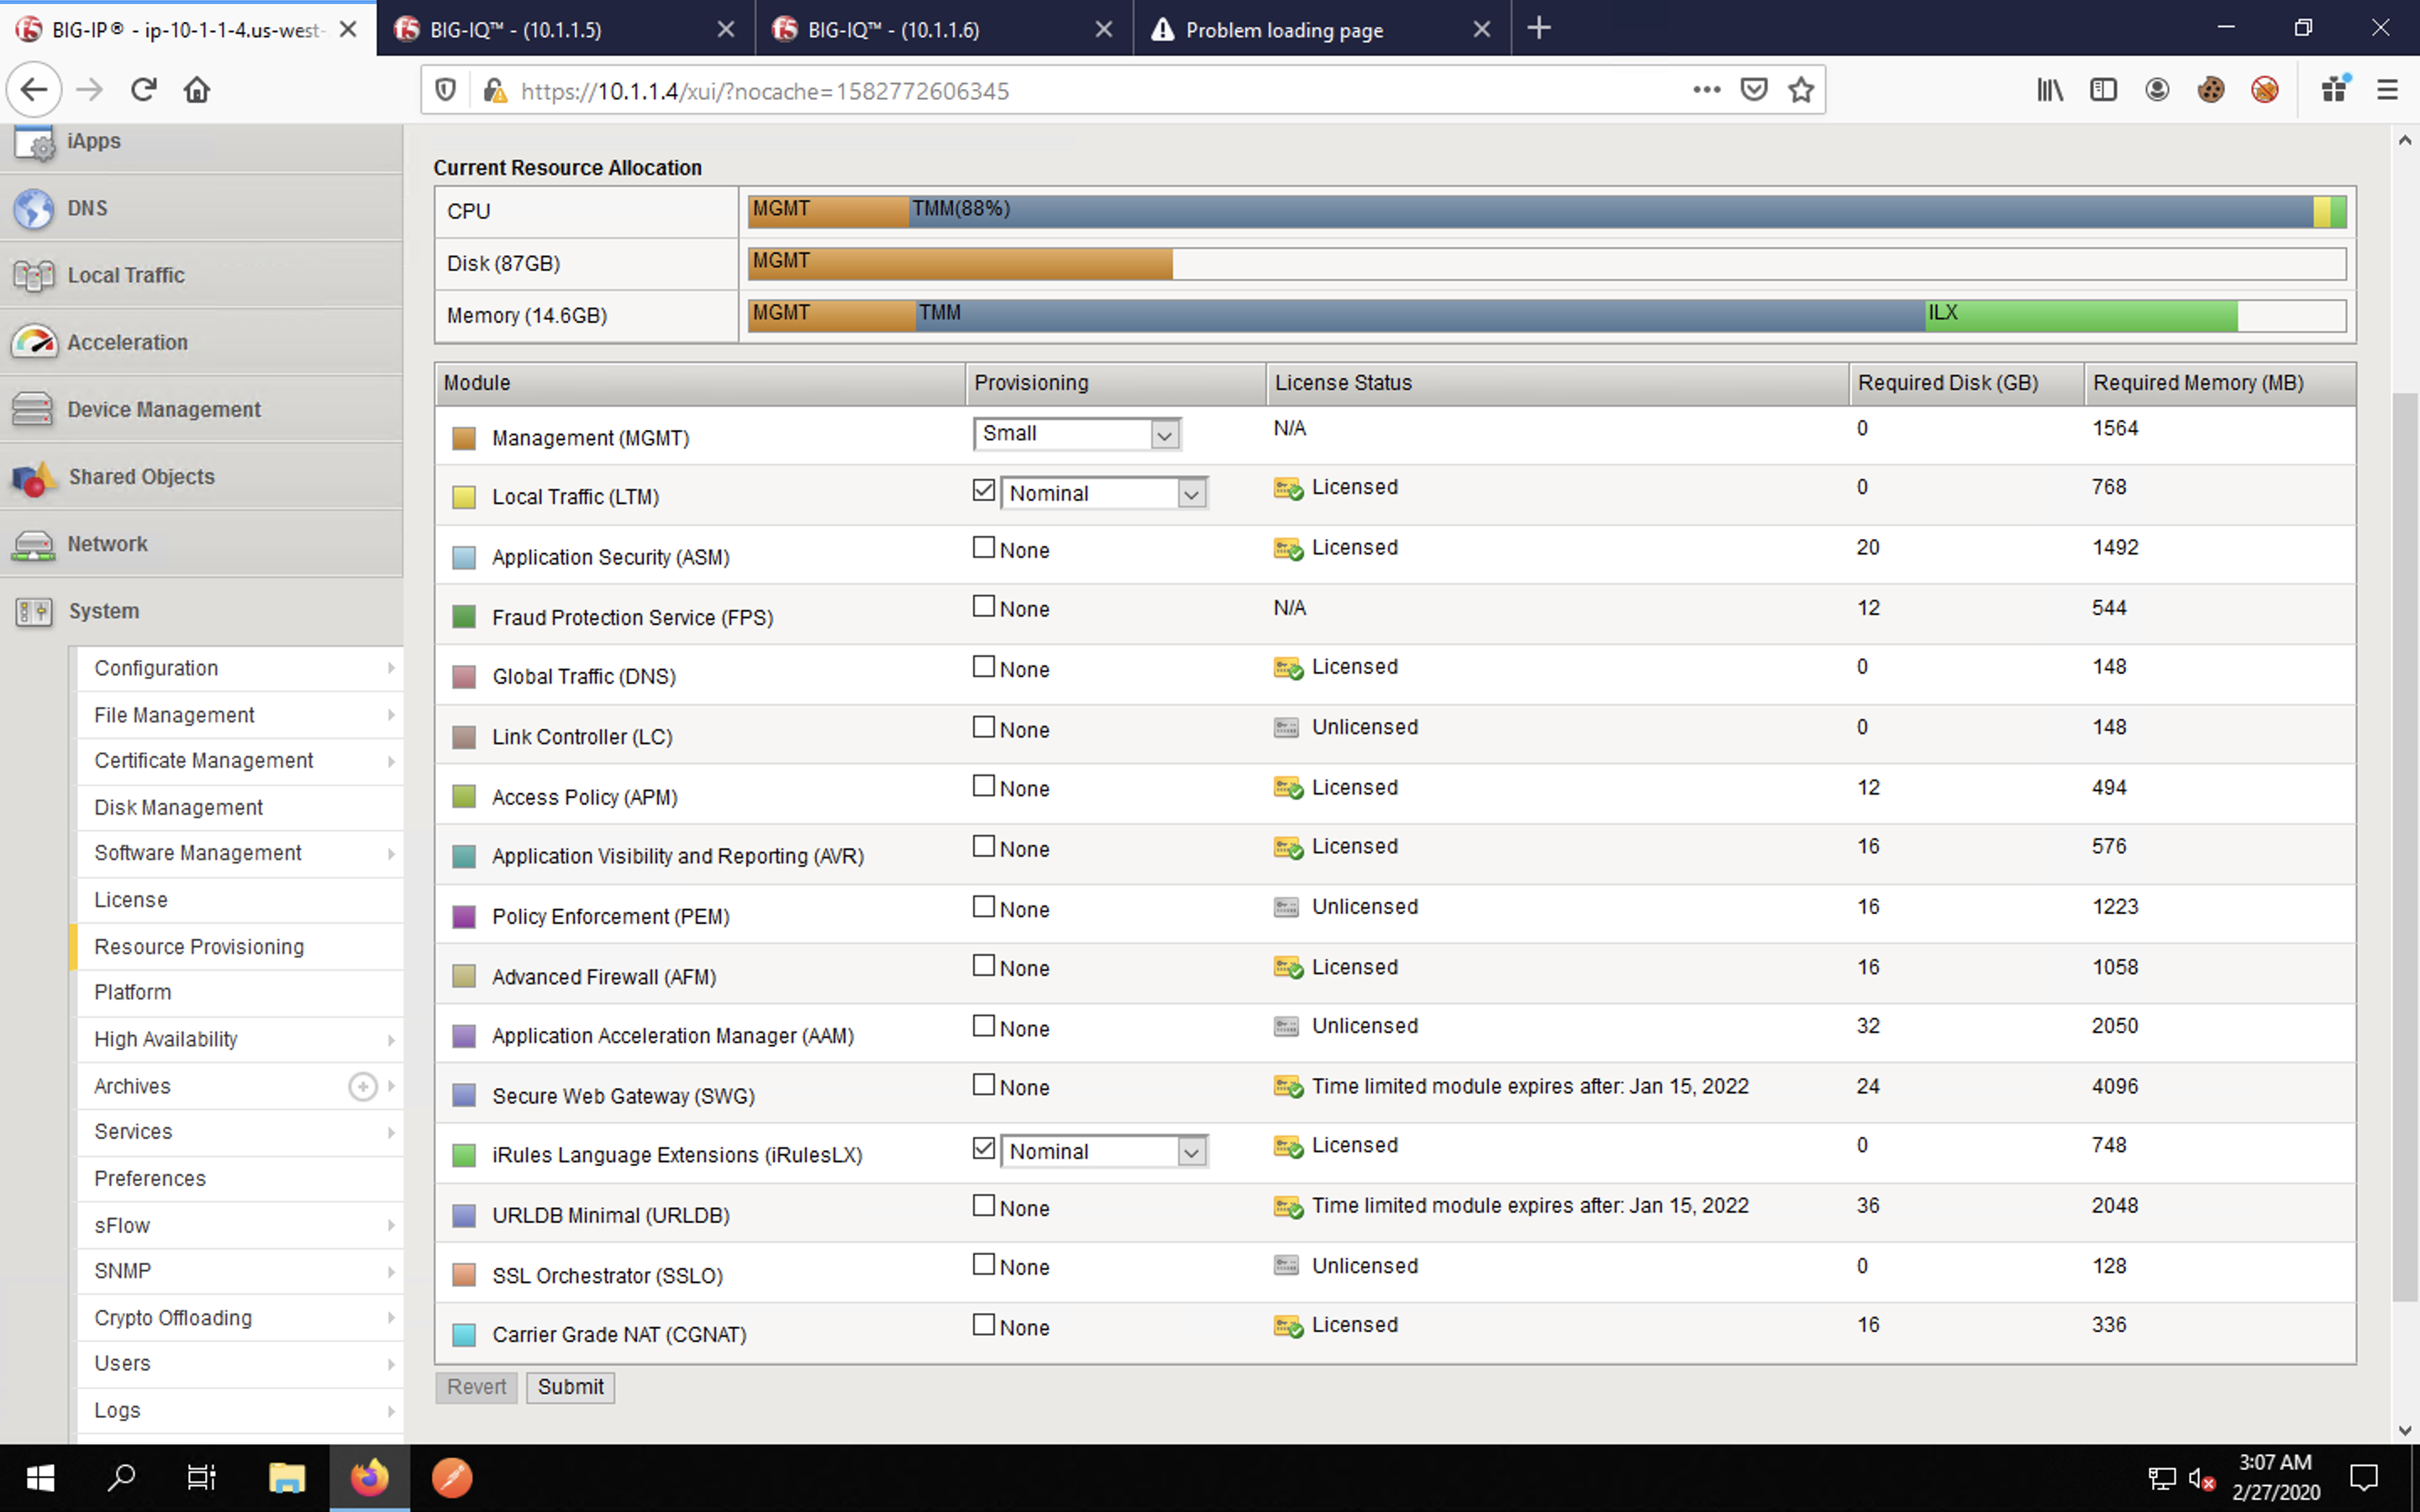 BIG-IP® - ip-10-1-1-4.us-west-
BIG-IQ™ - (10.1.1.5)
BIG-IQ™ - (10.1.1.6)
Problem loading page
https://10.1.1.4/xui/?nocache=1582772606345
iApps
DNS
Local Traffic
Acceleration
Device Management
Shared Objects
Network
System
Configuration
File Management
Certificate Management
Disk Management
Software Management
License
Resource Provisioning
Platform
High Availability
Archives
Services
Preferences
sFlow
SNMP
Crypto Offloading
Users
Logs
Current Resource Allocation
CPU MGMT TMM(88%)
Disk (87GB) MGMT
Memory (14.6GB) MGMT TMM ILX
Module Provisioning License Status Required Disk (GB) Required Memory (MB)
Management (MGMT) Small N/A 0 1564
Local Traffic (LTM) Nominal Licensed 0 768
Application Security (ASM) None Licensed 20 1492
Fraud Protection Service (FPS) None N/A 12 544
Global Traffic (DNS) None Licensed 0 148
Link Controller (LC) None Unlicensed 0 148
Access Policy (APM) None Licensed 12 494
Application Visibility and Reporting (AVR) None Licensed 16 576
Policy Enforcement (PEM) None Unlicensed 16 1223
Advanced Firewall (AFM) None Licensed 16 1058
Application Acceleration Manager (AAM) None Unlicensed 32 2050
Secure Web Gateway (SWG) None Time limited module expires after: Jan 15, 2022 24 4096
iRules Language Extensions (iRulesLX) Nominal Licensed 0 748
URLDB Minimal (URLDB) None Time limited module expires after: Jan 15, 2022 36 2048
SSL Orchestrator (SSLO) None Unlicensed 0 128
Carrier Grade NAT (CGNAT) None Licensed 16 336
Revert Submit
3:07 AM
2/27/2020